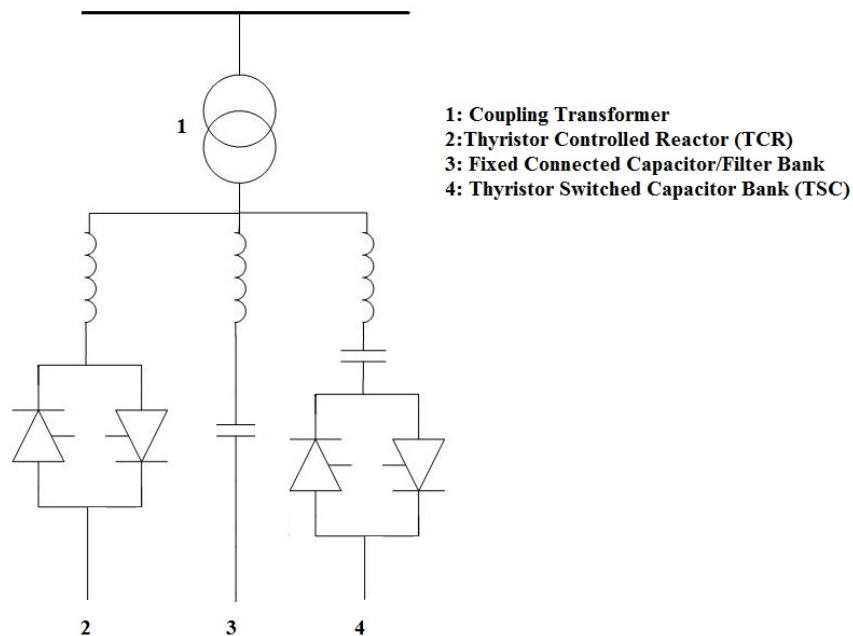 1
1: Coupling Transformer
2:Thyristor Controlled Reactor (TCR)
3: Fixed Connected Capacitor/Filter Bank
4: Thyristor Switched Capacitor Bank (TSC)
2
3
4